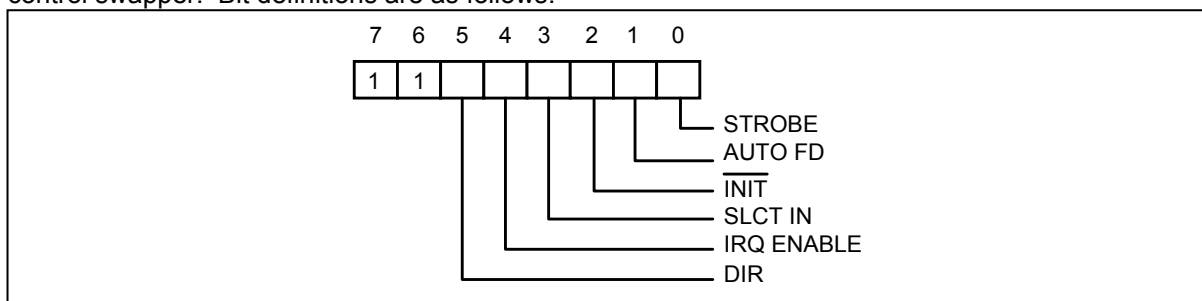 control swapper. Bit definitions are as follows:
7 6 5 4 3 2 1 0
1 1
STROBE
AUTO FD
INIT
SLCT IN
IRQ ENABLE
DIR